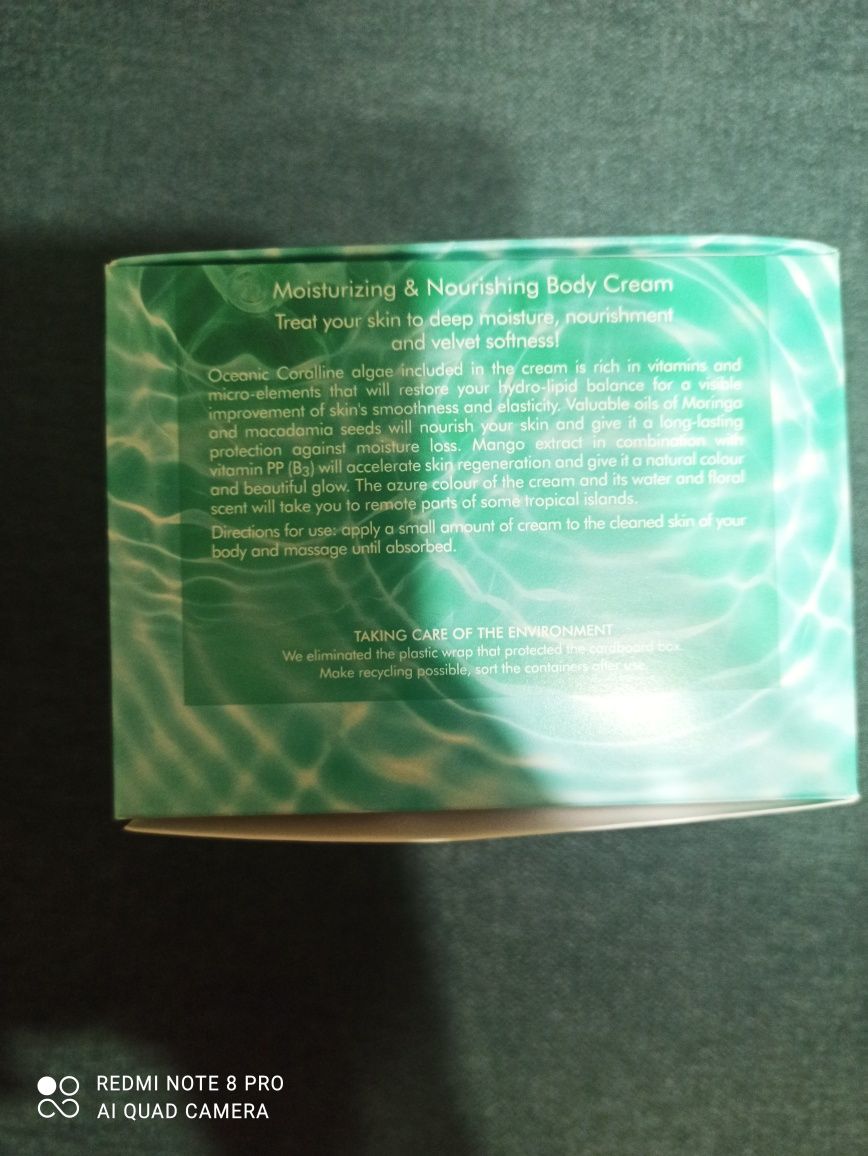 Moisturizing & Nourishing Body Cream
Treat your skin to deep moisture, nourishment
and velvet softness!
Oceanic Coralline algae included in the cream is rich in vitamins and
micro-elements that will restore your hydro-lipid balance for a visible
improvement of skin's smoothness and elasticity. Valuable oils of Moringa
and macadamia seeds will nourish your skin and give it a long-lasting
protection against moisture loss. Mango extract in combination with
vitamin PP (B3) will accelerate skin regeneration and give it a natural colour
and beautiful glow. The azure colour of the cream and its water and floral
scent will take you to remote parts of some tropical islands.
Directions for use: apply a small amount of cream to the cleaned skin of your
body and massage until absorbed.
TAKING CARE OF THE ENVIRONMENT
We eliminated the plastic wrap that protected the cardboard box.
Make recycling possible, sort the containers after use.
REDMI NOTE 8 PRO
AI QUAD CAMERA